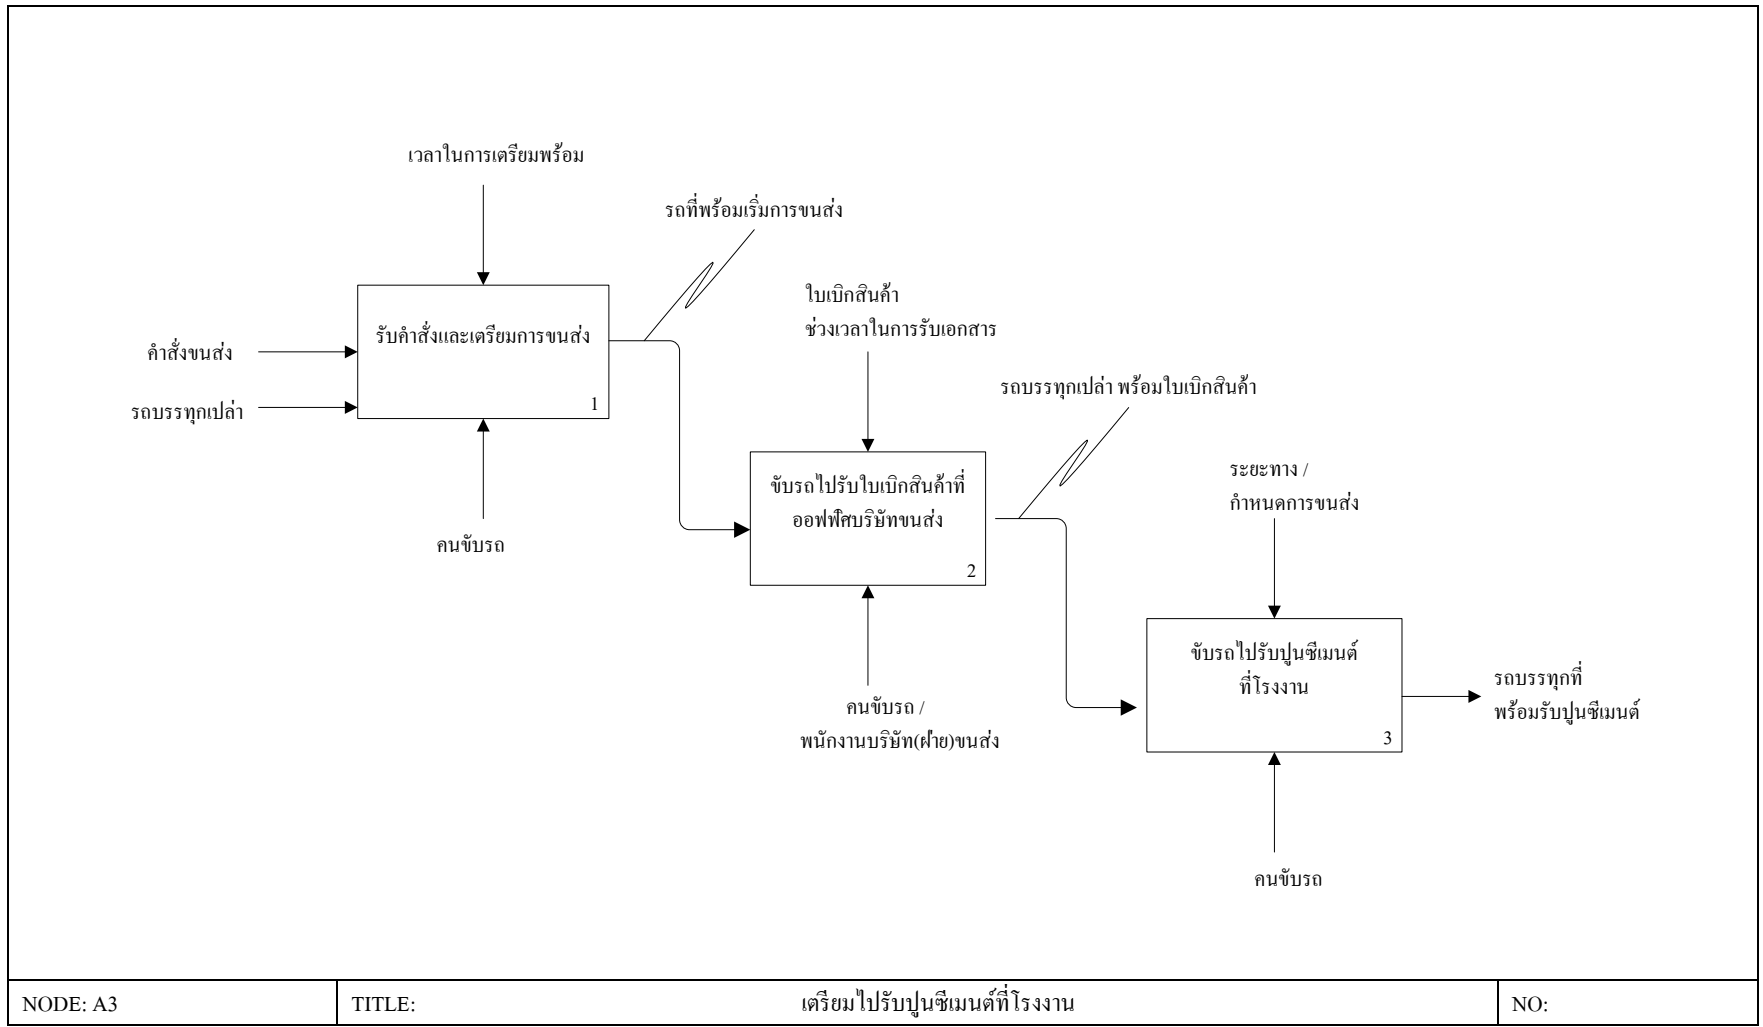 เวลาในการเตรียมพร้อม
รถที่พร้อมเริ่มการขนส่ง
รับคำสั่งและเตรียมการขนส่ง
1
คำสั่งขนส่ง
รถบรรทุกเปล่า
คนขับรถ
ใบเบิกสินค้า
ช่วงเวลาในการรับเอกสาร
รถบรรทุกเปล่า พร้อมใบเบิกสินค้า
ขับรถไปรับใบเบิกสินค้าที่
ออฟฟิศบริษัทขนส่ง
2
คนขับรถ /
พนักงานบริษัท(ฝ่าย)ขนส่ง
ระยะทาง /
กำหนดการขนส่ง
ขับรถไปรับปูนซีเมนต์
ที่โรงงาน
3
รถบรรทุกที่
พร้อมรับปูนซีเมนต์
คนขับรถ
NODE: A3
TITLE:
เตรียมไปรับปูนซีเมนต์ที่โรงงาน
NO: